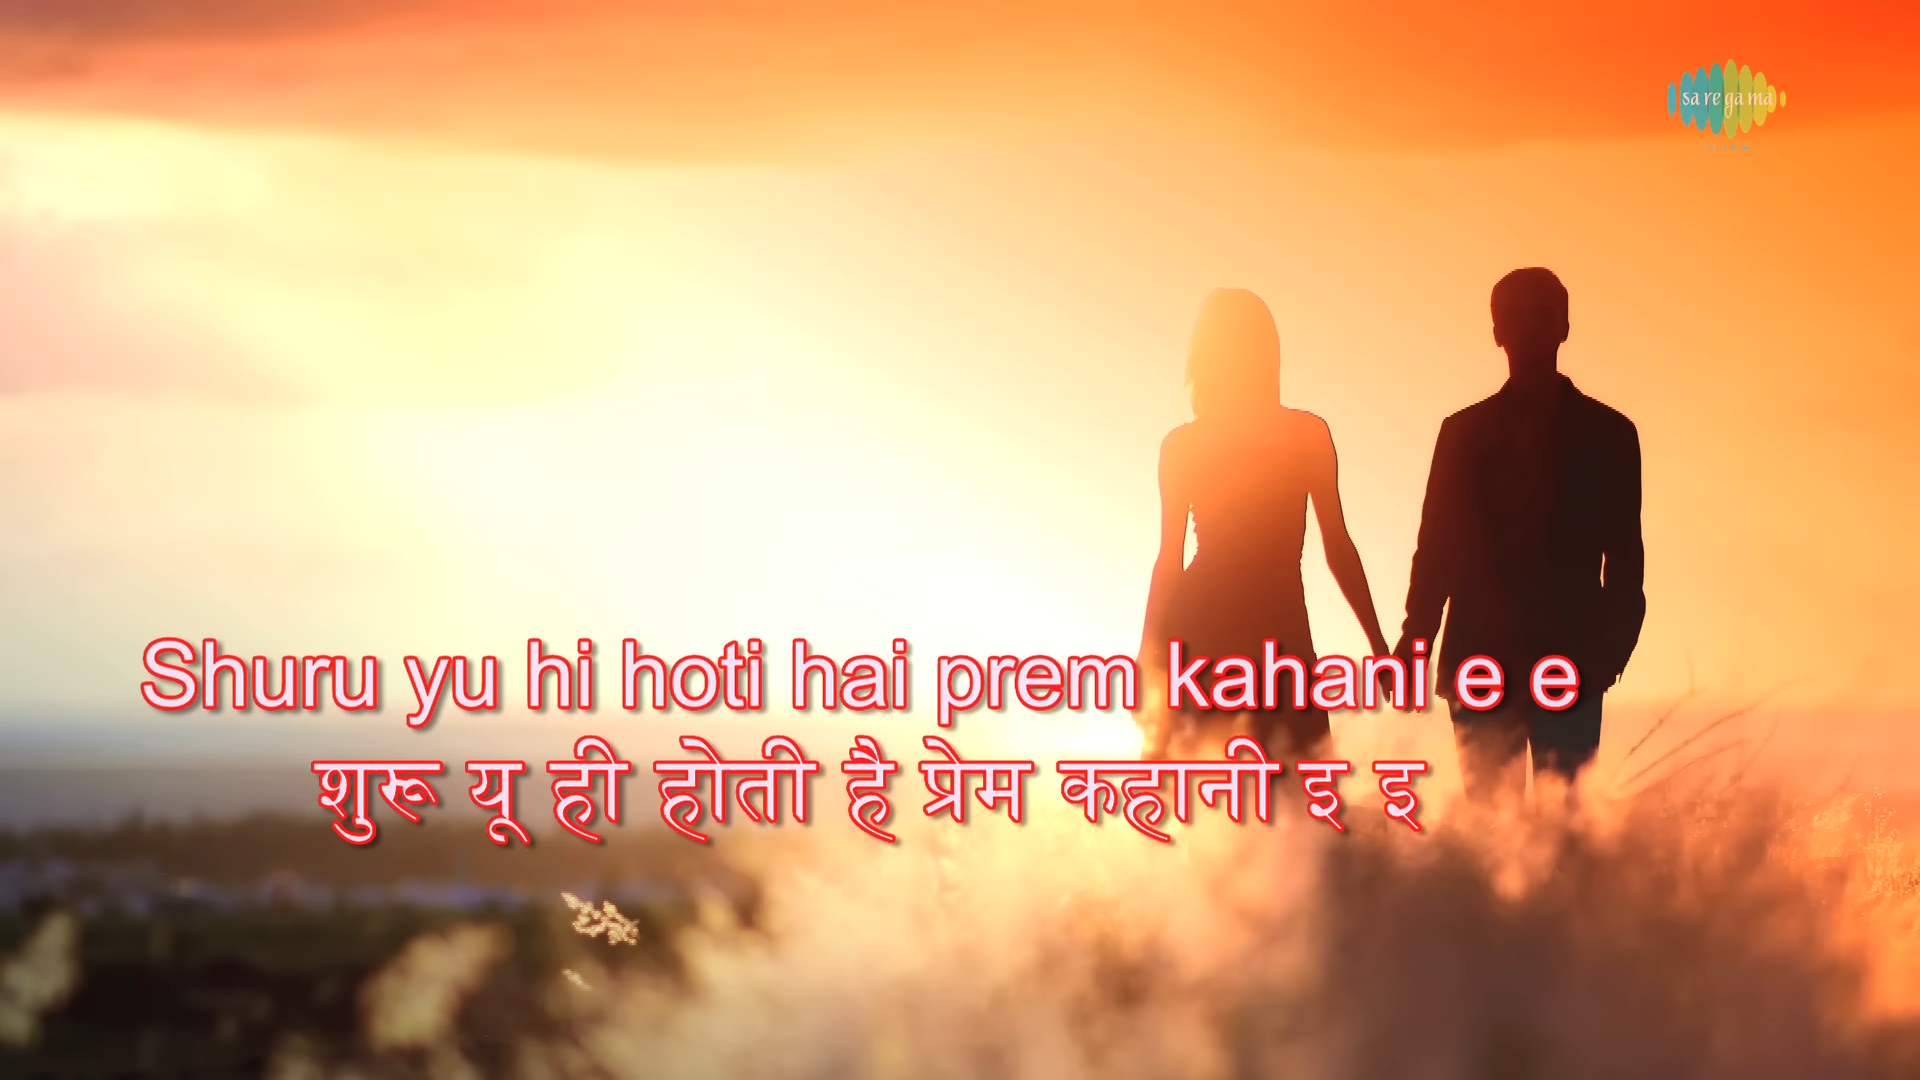 sa re ga ma
Shuru yu hi hoti hai prem kahani e e
शुरू यू ही होती है प्रेम कहानी इ इ